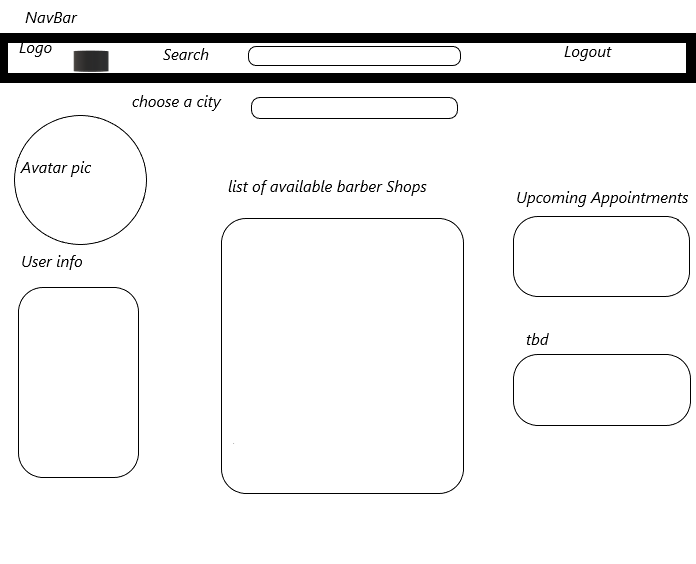 NavBar
Logo
Search
Logout
choose a city
Avatar pic
list of available barber Shops
Upcoming Appointments
User info
tbd